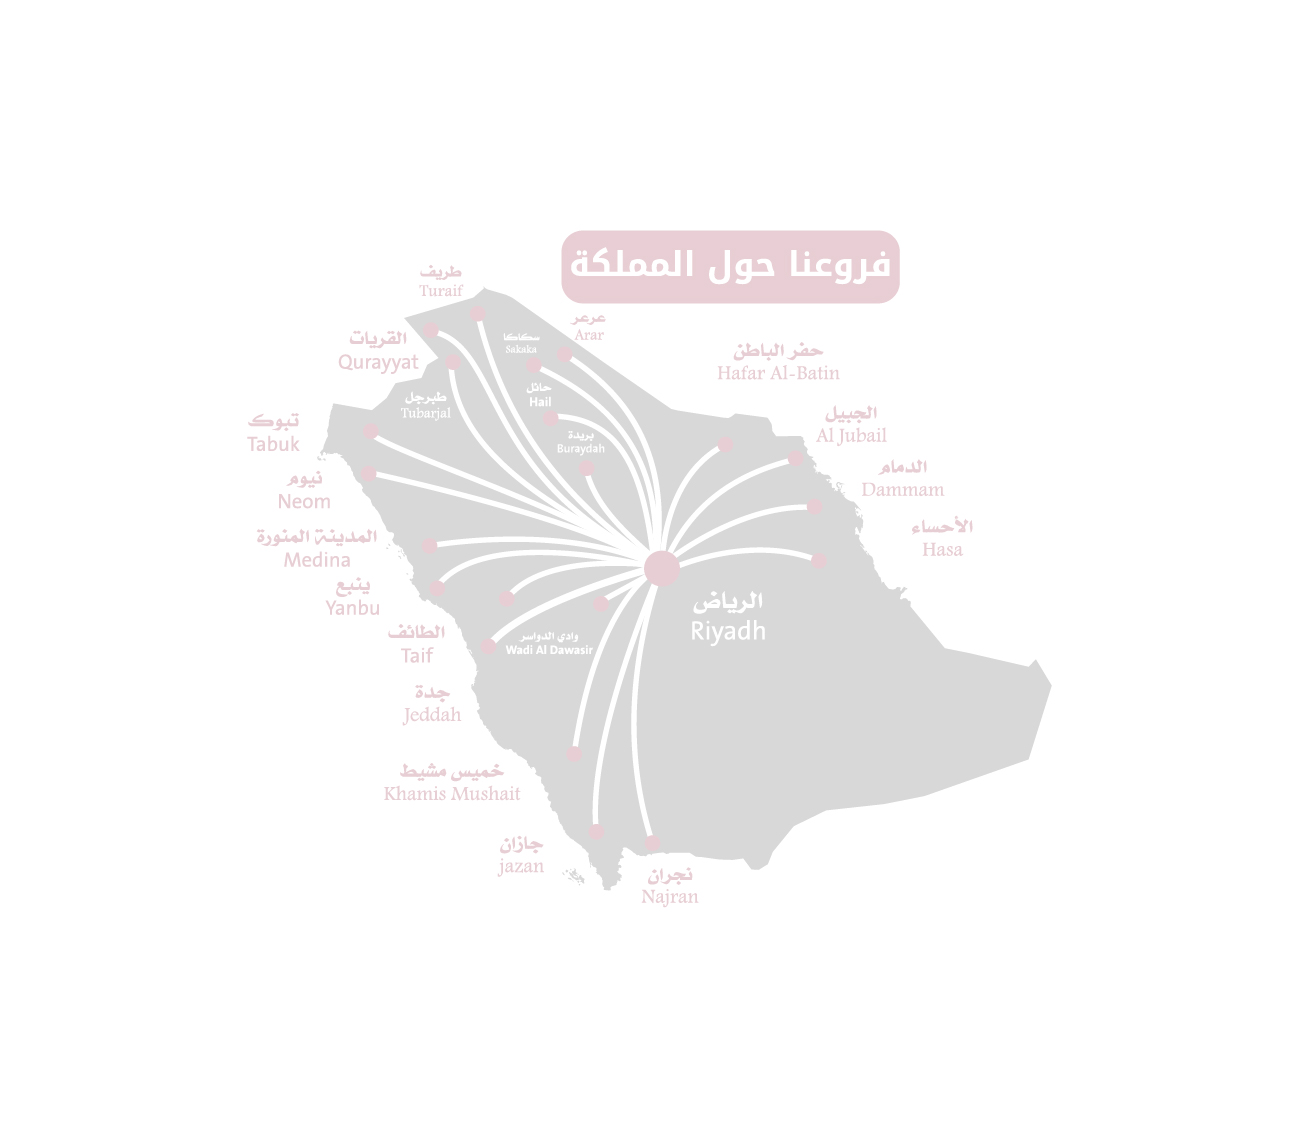 فروعنا حول المملكة
طريف
Turaif
عرعر
Arar
القريات
Qurayyat
سكاكا
Sakaka
حفر الباطن
Hafar Al-Batin
حائل
Hail
طبرجل
Tubarjal
تبوك
Tabuk
بريدة
Buraydah
الجبيل
Al Jubail
نيوم
Neom
الدمام
Dammam
المدينة المنورة
Medina
الأحساء
Hasa
ينبع
Yanbu
الرياض
Riyadh
الطائف
Taif
وادي الدواسر
Wadi Al Dawasir
جدة
Jeddah
خميس مشيط
Khamis Mushait
جازان
jazan
نجران
Najran